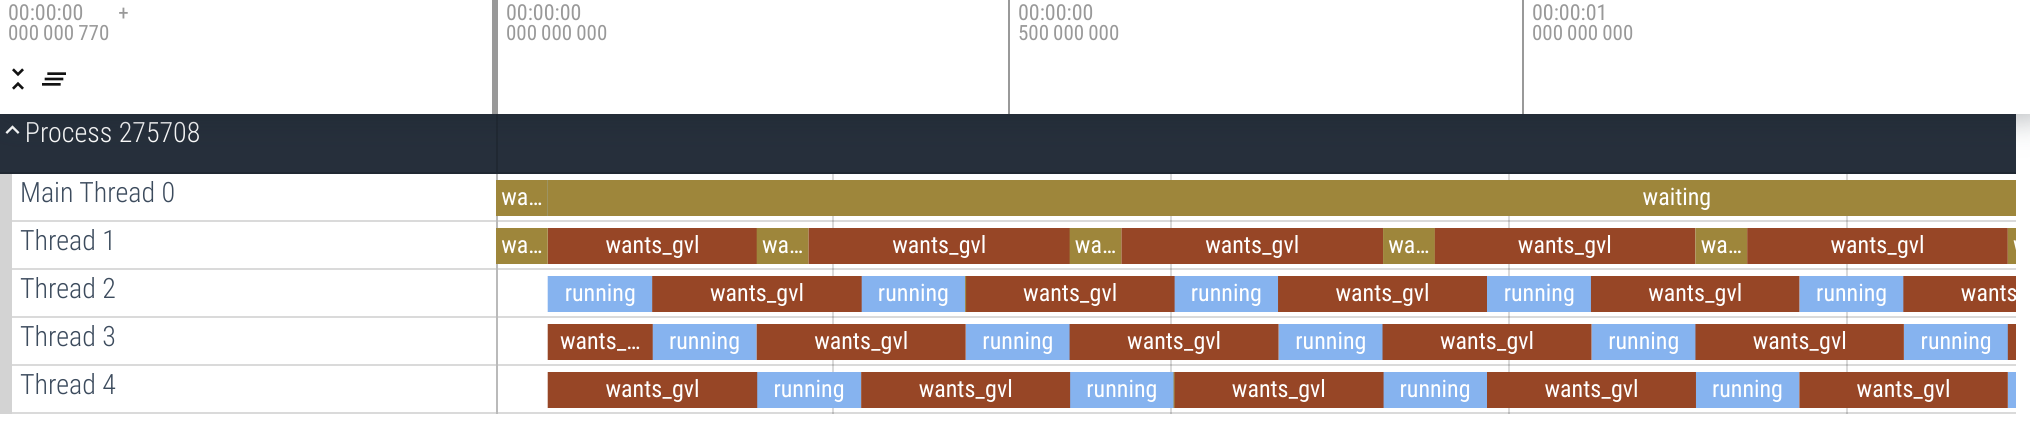 00:00:00 +
000 000 770
00:00:00
000 000 000
00:00:00
500 000 000
00:00:01
000 000 000
Process 275708
Main Thread 0
wa... waiting
Thread 1
wa... wants_gvl wa... wants_gvl wa... wants_gvl wa... wants_gvl wa... wants_gvl
Thread 2
running wants_gvl running wants_gvl running wants_gvl running wants_gvl running wants
Thread 3
wants_... running wants_gvl running wants_gvl running wants_gvl running wants_gvl running
Thread 4
wants_gvl running wants_gvl running wants_gvl running wants_gvl running wants_gvl